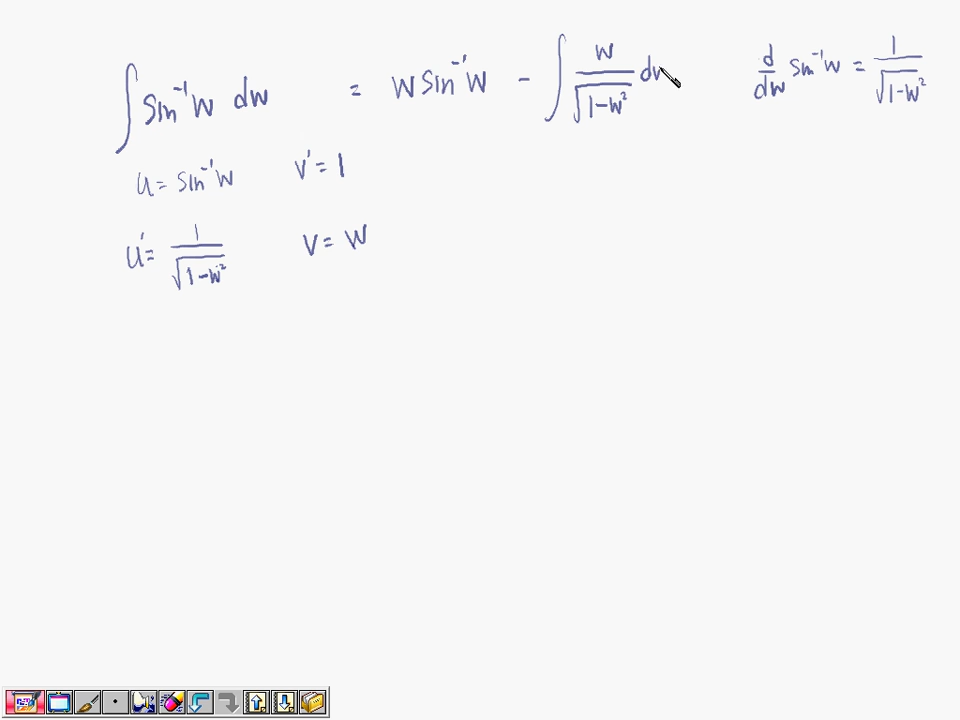 ∫ sin⁻¹w dw = w sin⁻¹w - ∫ w/√(1-w²) dw
d/dw sin⁻¹w = 1/√(1-w²)
u = sin⁻¹w v' = 1
u' = 1/√(1-w²) v = w